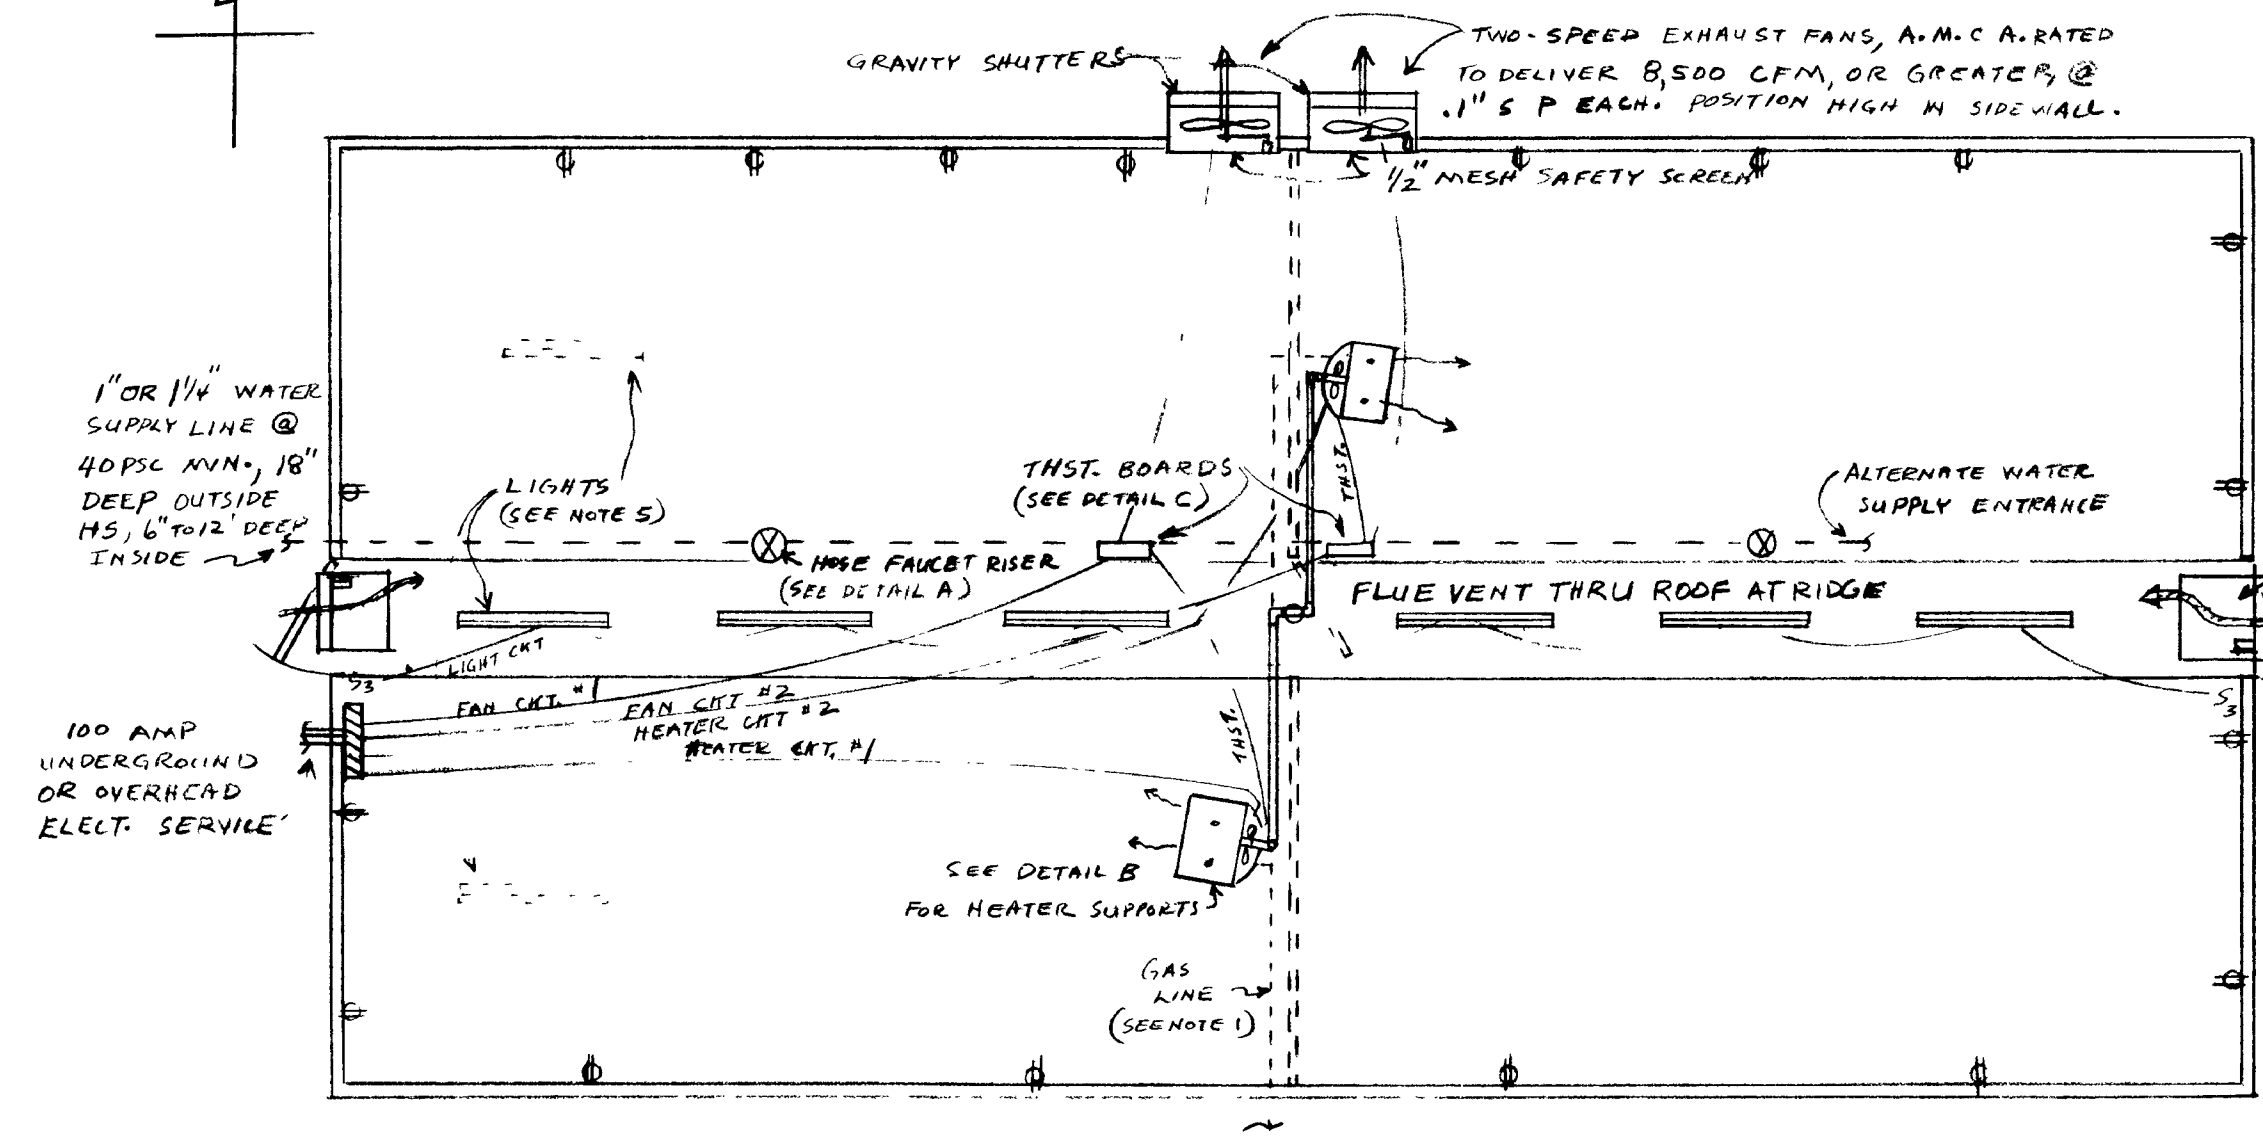 GRAVITY SHUTTERS
TWO-SPEED EXHAUST FANS, A.M.C A. RATED
TO DELIVER 8,500 CFM, OR GREATER, @
.1" S P EACH. POSITION HIGH IN SIDEWALL.
1/2" MESH SAFETY SCREEN
1" OR 1 1/4" WATER
SUPPLY LINE @
40 PSC MIN., 18"
DEEP OUTSIDE
HS, 6" TO 12' DEEP
INSIDE
LIGHTS
(SEE NOTE 5)
THST. BOARDS
(SEE DETAIL C)
THST.
ALTERNATE WATER
SUPPLY ENTRANCE
HOSE FAUCET RISER
(SEE DETAIL A)
FLUE VENT THRU ROOF AT RIDGE
LIGHT CKT
S3
FAN CKT. #1
FAN CKT #2
HEATER CKT #2
HEATER CKT. #1
S3
THST.
100 AMP
UNDERGROUND
OR OVERHEAD
ELECT. SERVICE
SEE DETAIL B
FOR HEATER SUPPORTS
GAS
LINE
(SEE NOTE 1)